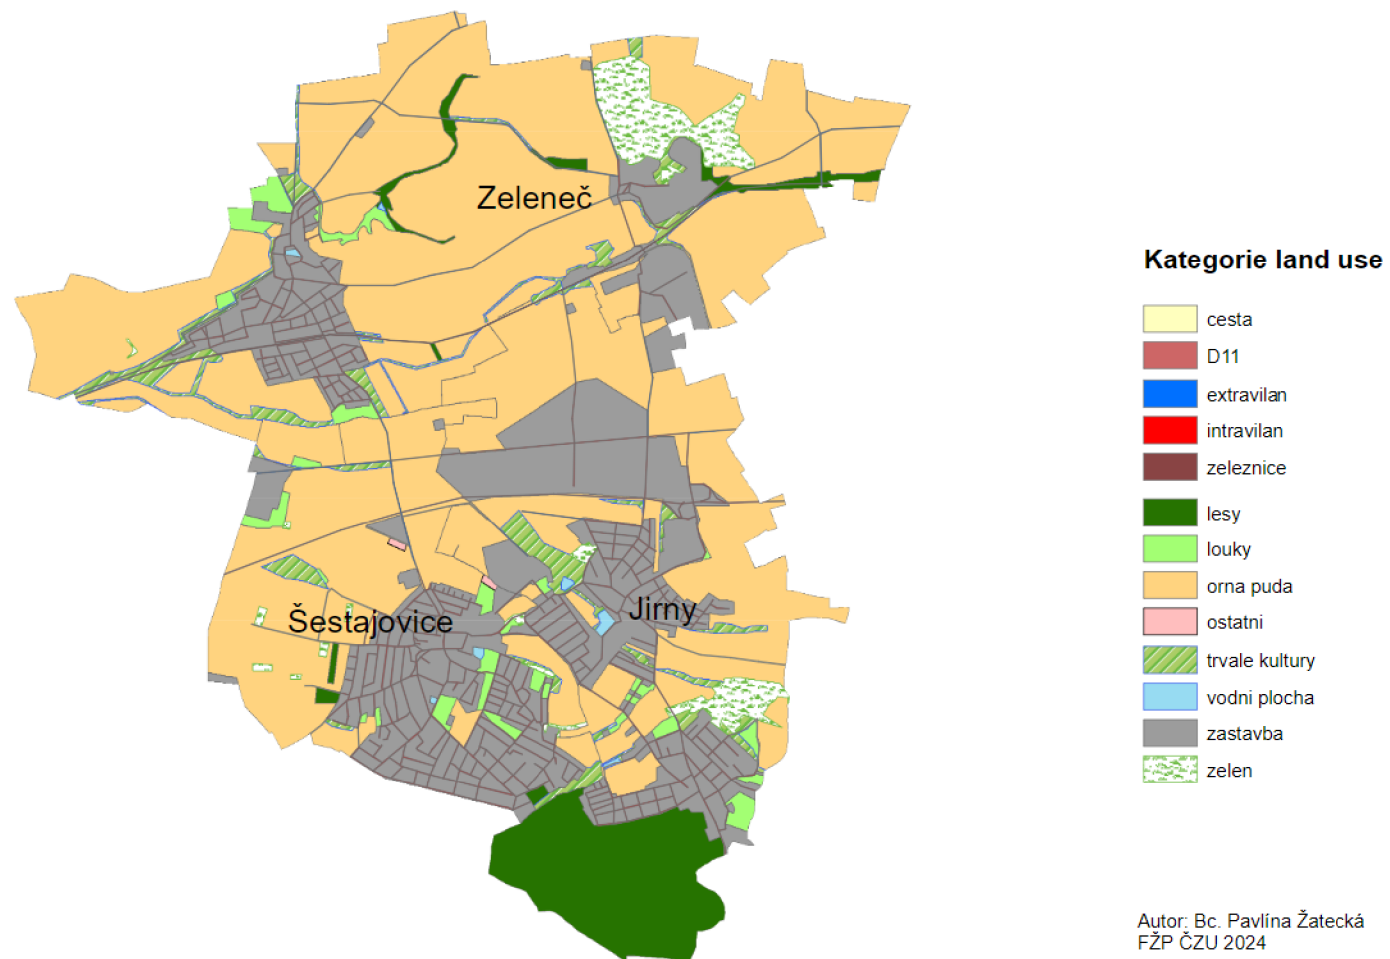 Zeleneč
Šestajovice
Jirny
Kategorie land use
cesta
D11
extravilan
intravilan
zeleznice
lesy
louky
orna puda
ostatni
trvale kultury
vodni plocha
zastavba
zelen
Autor: Bc. Pavlína Žatecká
FŽP ČZU 2024